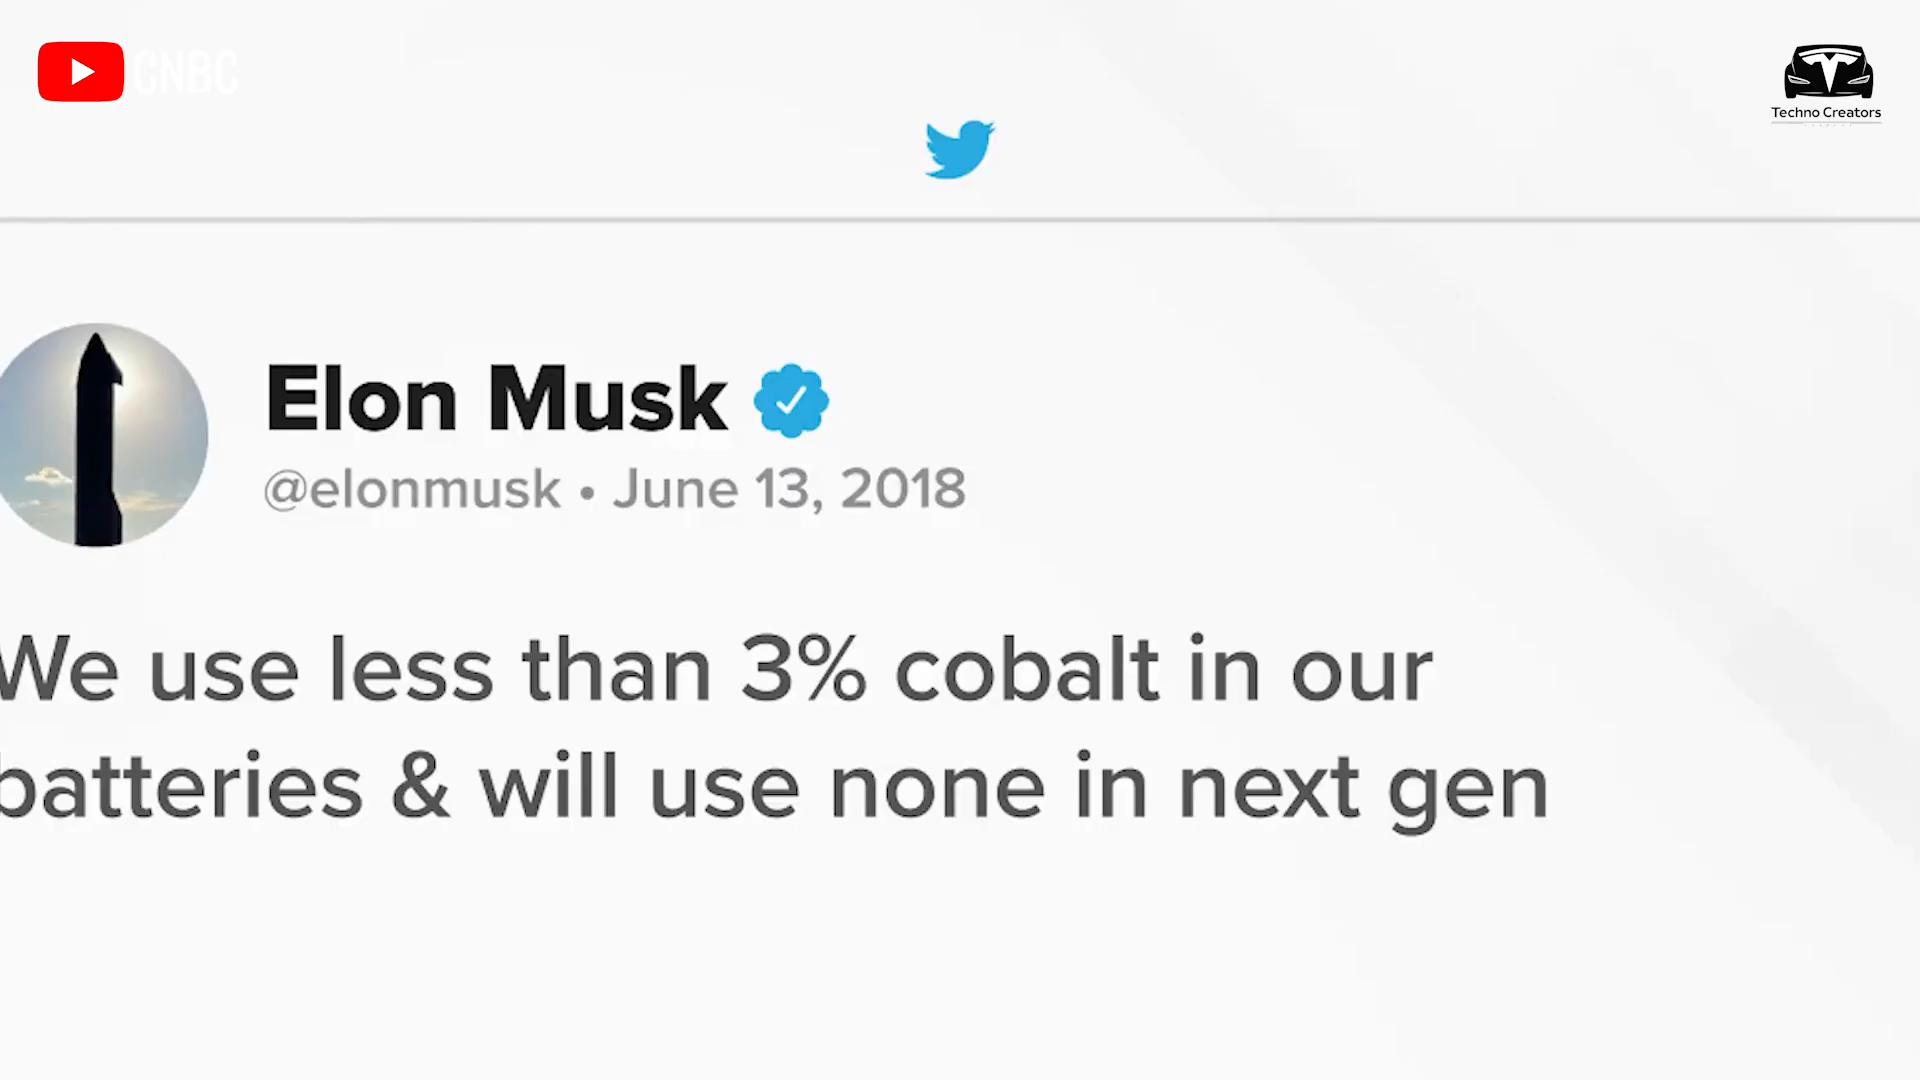 CNBC
Techno Creators
Elon Musk
@elonmusk • June 13, 2018
We use less than 3% cobalt in our
batteries & will use none in next gen